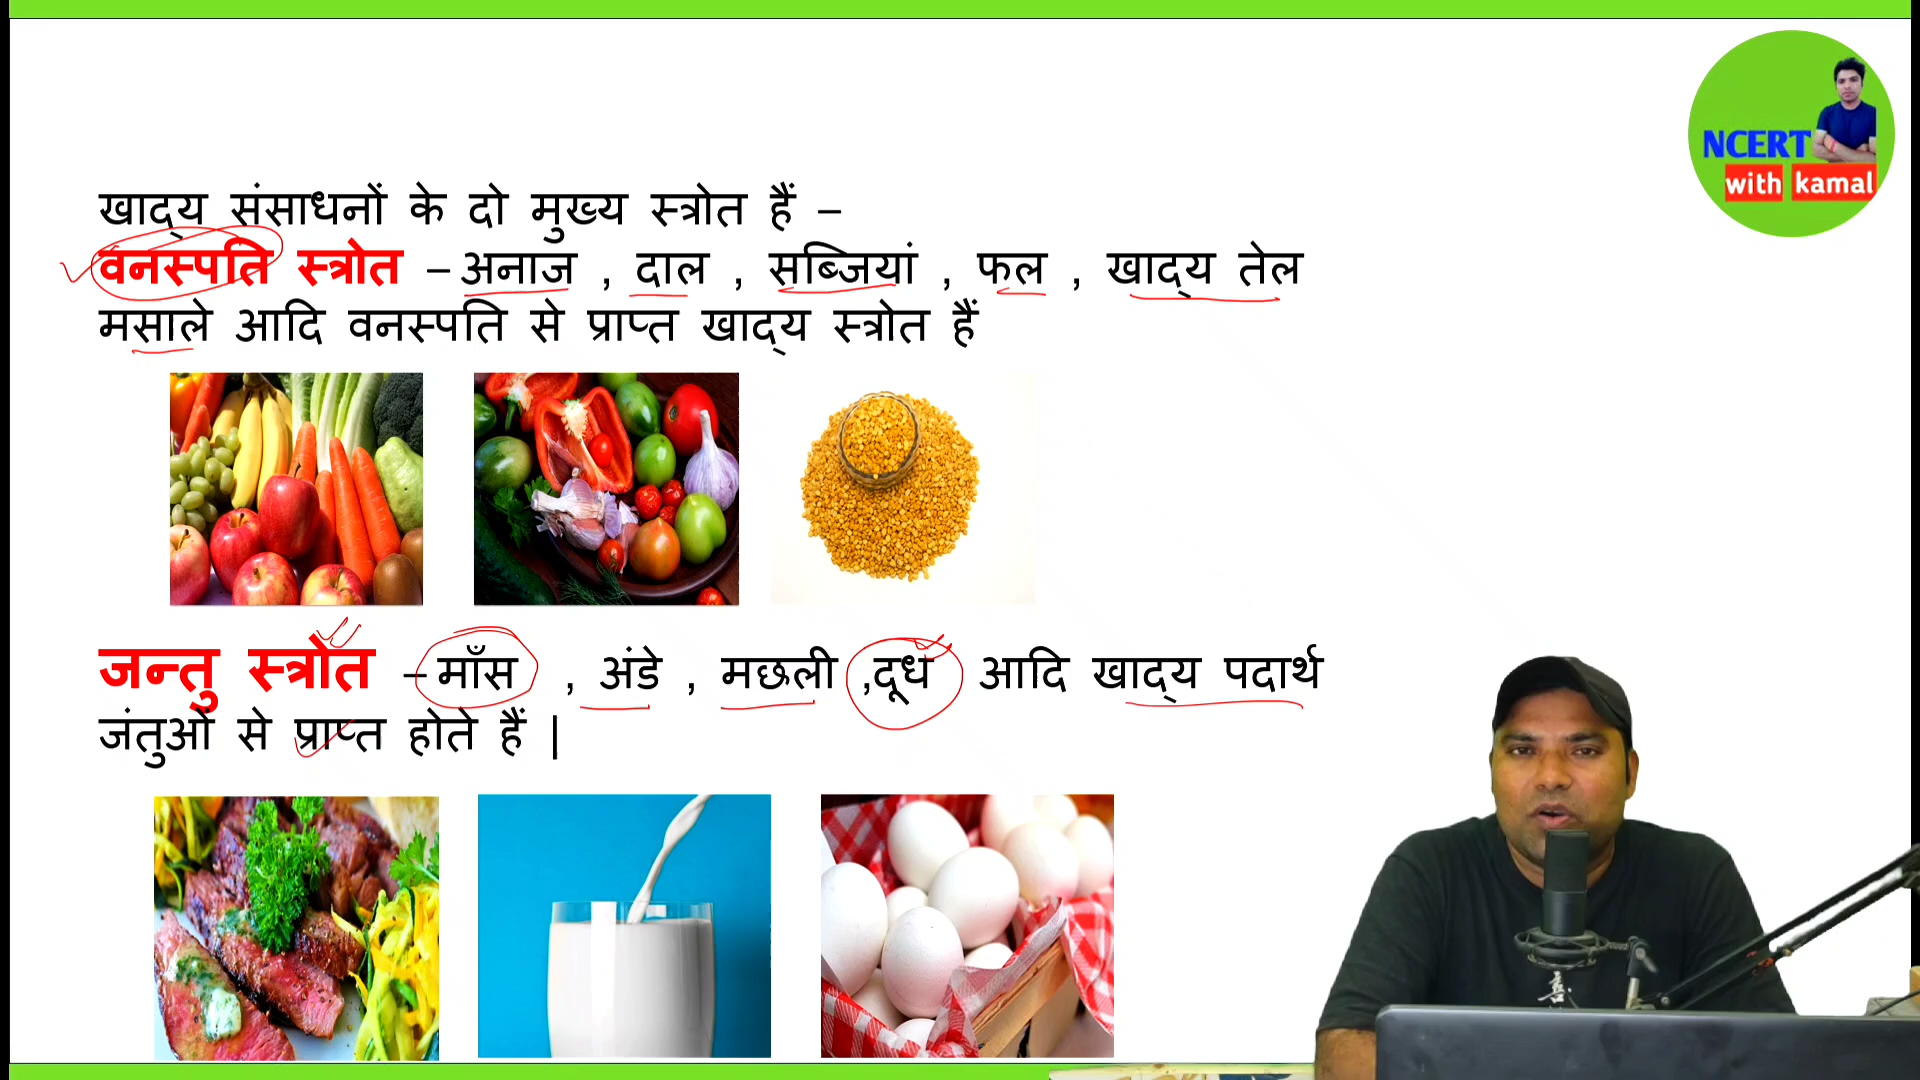 NCERT
with kamal
खाद्य संसाधनों के दो मुख्य स्त्रोत हैं –
वनस्पति स्त्रोत – अनाज , दाल , सब्जियां , फल , खाद्य तेल
मसाले आदि वनस्पति से प्राप्त खाद्य स्त्रोत हैं
जन्तु स्त्रोत – माँस , अंडे , मछली ,दूध आदि खाद्य पदार्थ
जंतुओं से प्राप्त होते हैं |